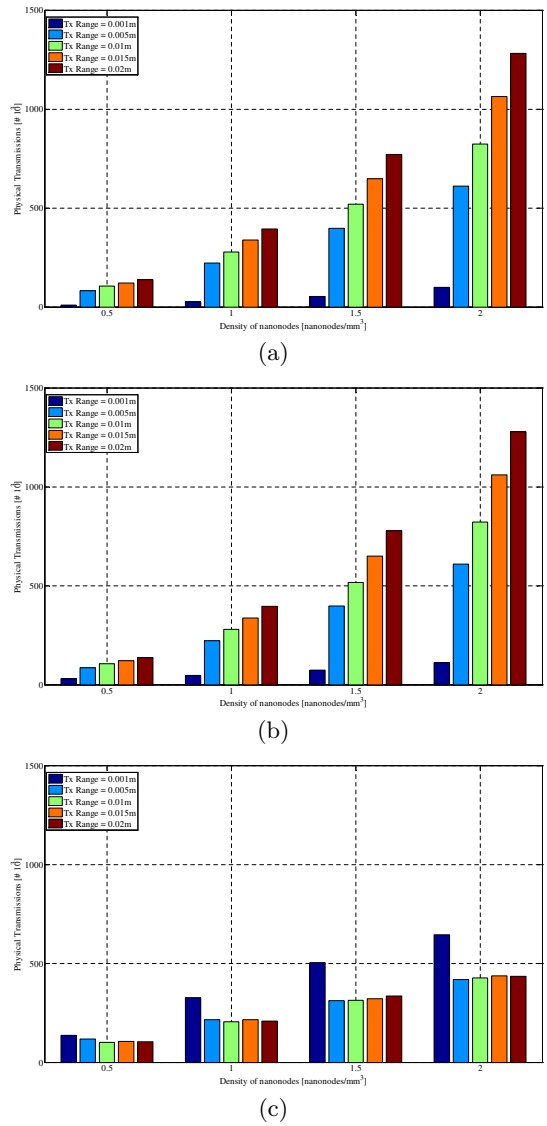 1500
Tx Range = 0.001m
Tx Range = 0.005m
Tx Range = 0.01m
Tx Range = 0.015m
Tx Range = 0.02m
1000
500
0
Physical Transmissions [# 10³]
0.5 1 1.5 2
Density of nanonodes [nanonodes/mm³]
(a)
1500
Tx Range = 0.001m
Tx Range = 0.005m
Tx Range = 0.01m
Tx Range = 0.015m
Tx Range = 0.02m
1000
500
0
Physical Transmissions [# 10³]
0.5 1 1.5 2
Density of nanonodes [nanonodes/mm³]
(b)
1500
Tx Range = 0.001m
Tx Range = 0.005m
Tx Range = 0.01m
Tx Range = 0.015m
Tx Range = 0.02m
1000
500
0
Physical Transmissions [# 10³]
0.5 1 1.5 2
Density of nanonodes [nanonodes/mm³]
(c)